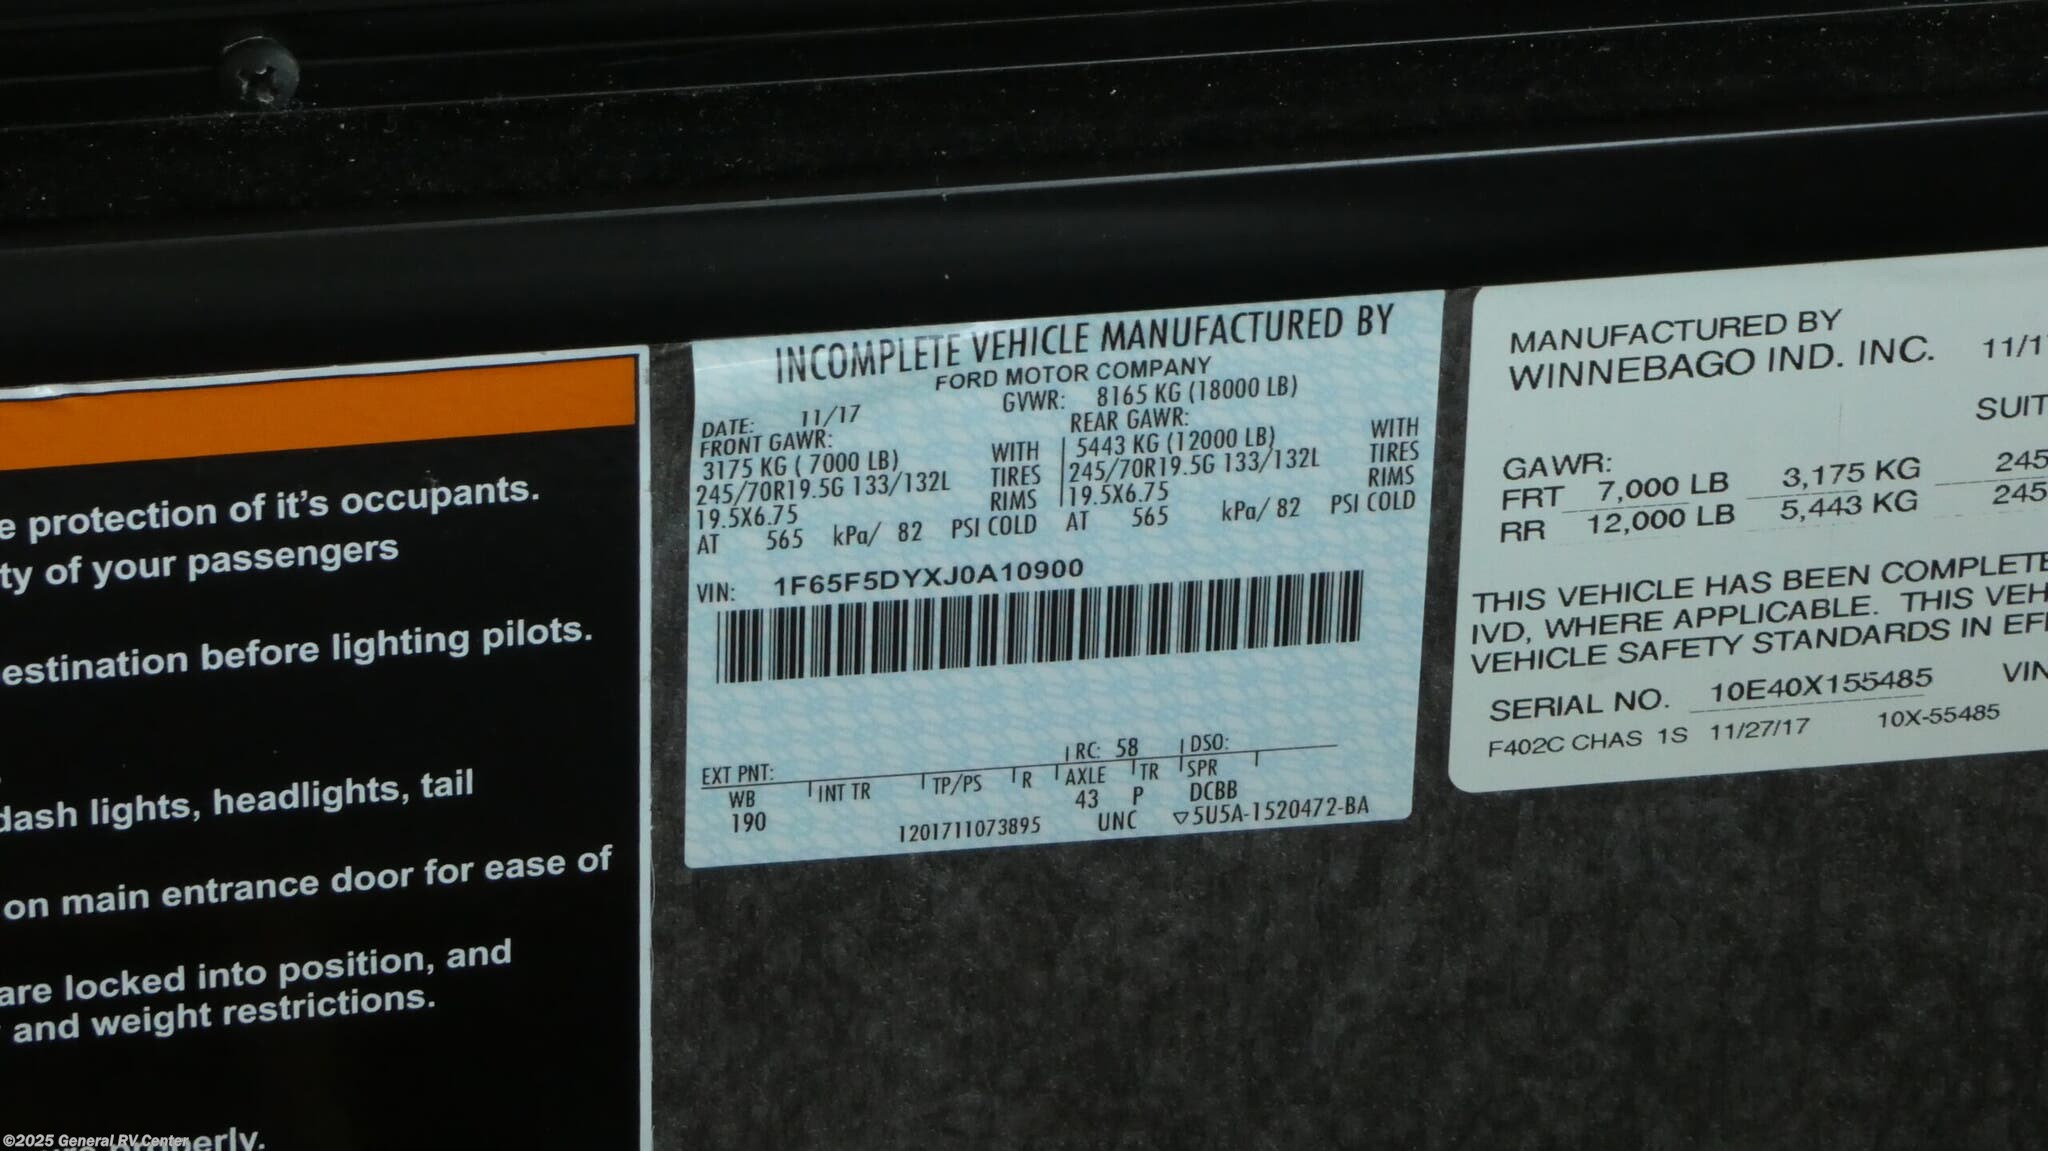 e protection of it's occupants.
ty of your passengers
estination before lighting pilots.
dash lights, headlights, tail
on main entrance door for ease of
are locked into position, and
and weight restrictions.
erly.
INCOMPLETE VEHICLE MANUFACTURED BY
FORD MOTOR COMPANY
DATE: 11/17 GVWR: 8165 KG (18000 LB)
FRONT GAWR: REAR GAWR:
3175 KG ( 7000 LB) WITH 5443 KG (12000 LB) WITH
245/70R19.5G 133/132L TIRES 245/70R19.5G 133/132L TIRES
19.5X6.75 RIMS 19.5X6.75 RIMS
AT 565 kPa/ 82 PSI COLD AT 565 kPa/ 82 PSI COLD
VIN: 1F65F5DYXJ0A10900
EXT PNT: RC: 58 DSO:
WB INT TR TP/PS R AXLE TR SPR
190 43 P DCBB
1201711073895 UNC ▽5U5A-1520472-BA
MANUFACTURED BY
WINNEBAGO IND. INC. 11/1
SUIT
GAWR:
FRT 7,000 LB 3,175 KG 245
RR 12,000 LB 5,443 KG 245
THIS VEHICLE HAS BEEN COMPLETE
IVD, WHERE APPLICABLE. THIS VEH
VEHICLE SAFETY STANDARDS IN EF
SERIAL NO. 10E40X155485 VIN
F402C CHAS 1S 11/27/17 10X-55485
©2025 General RV Center